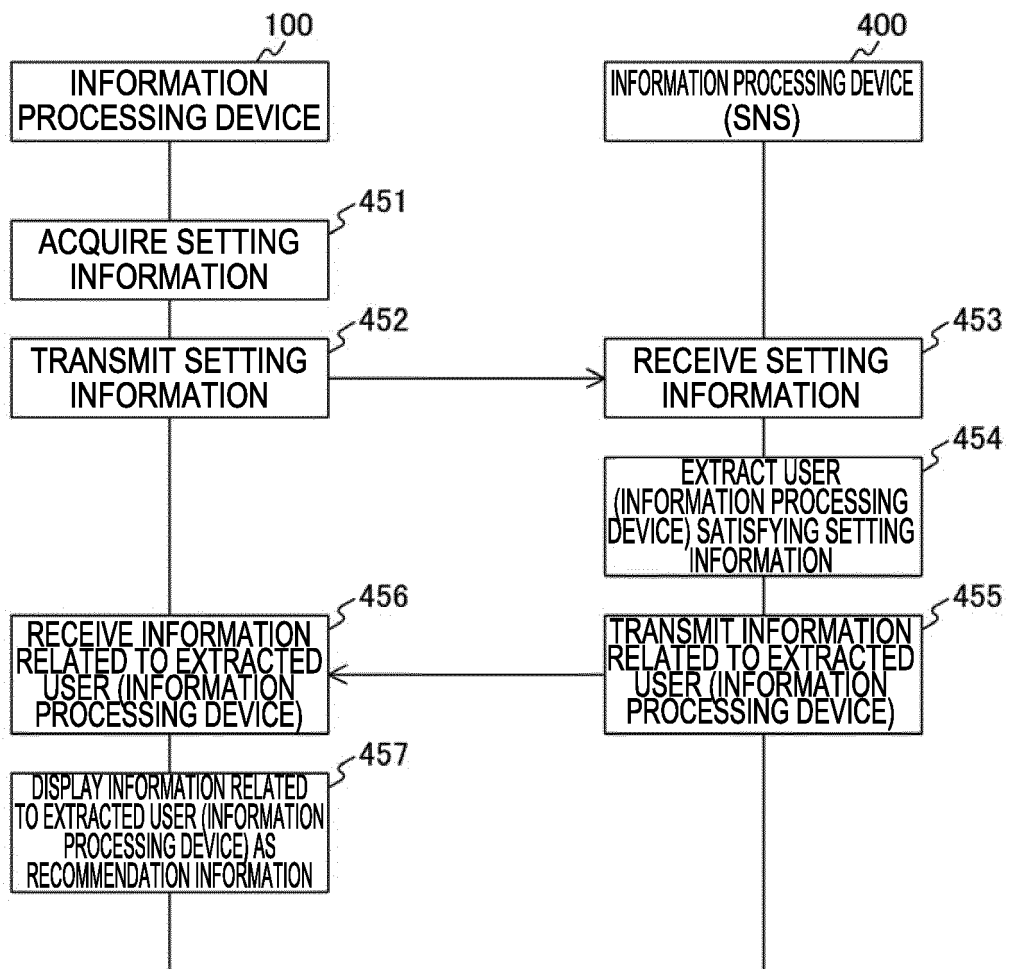 100
INFORMATION
PROCESSING DEVICE
400
INFORMATION PROCESSING DEVICE
(SNS)
451
ACQUIRE SETTING
INFORMATION
452
TRANSMIT SETTING
INFORMATION
453
RECEIVE SETTING
INFORMATION
454
EXTRACT USER
(INFORMATION PROCESSING
DEVICE) SATISFYING SETTING
INFORMATION
455
TRANSMIT INFORMATION
RELATED TO EXTRACTED
USER (INFORMATION
PROCESSING DEVICE)
456
RECEIVE INFORMATION
RELATED TO EXTRACTED
USER (INFORMATION
PROCESSING DEVICE)
457
DISPLAY INFORMATION RELATED
TO EXTRACTED USER (INFORMATION
PROCESSING DEVICE) AS
RECOMMENDATION INFORMATION